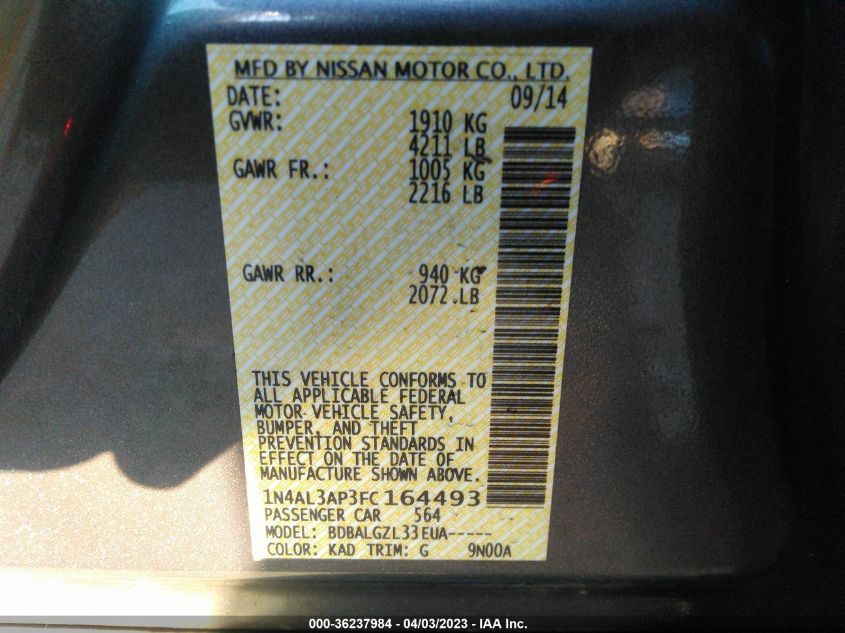 MFD BY NISSAN MOTOR CO., LTD.
DATE: 09/14
GVWR: 1910 KG
4211 LB
GAWR FR.: 1005 KG
2216 LB
GAWR RR.: 940 KG
2072 LB
THIS VEHICLE CONFORMS TO
ALL APPLICABLE FEDERAL
MOTOR VEHICLE SAFETY,
BUMPER, AND THEFT
PREVENTION STANDARDS IN
EFFECT ON THE DATE OF
MANUFACTURE SHOWN ABOVE.
1N4AL3AP3FC164493
PASSENGER CAR 564
MODEL: BDBALGZL33EUA-----
COLOR: KAD TRIM: G 9N00A
000-36237984 - 04/03/2023 - IAA Inc.